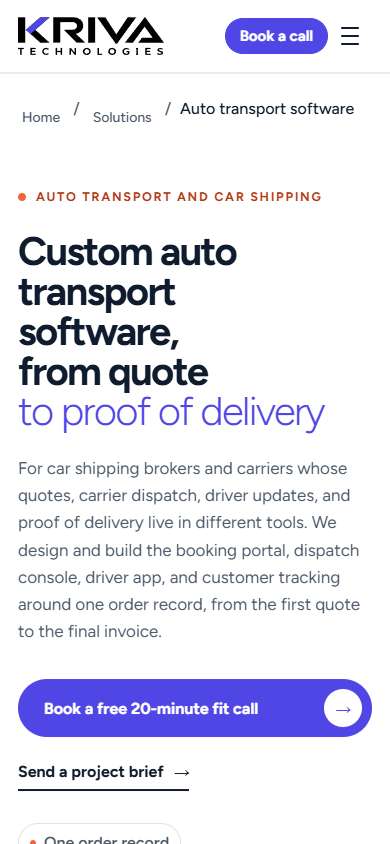 KRIVA
TECHNOLOGIES
Book a call
Home / Solutions / Auto transport software
AUTO TRANSPORT AND CAR SHIPPING
Custom auto
transport
software,
from quote
to proof of delivery
For car shipping brokers and carriers whose
quotes, carrier dispatch, driver updates, and
proof of delivery live in different tools. We
design and build the booking portal, dispatch
console, driver app, and customer tracking
around one order record, from the first quote
to the final invoice.
Book a free 20-minute fit call →
Send a project brief →
One order record